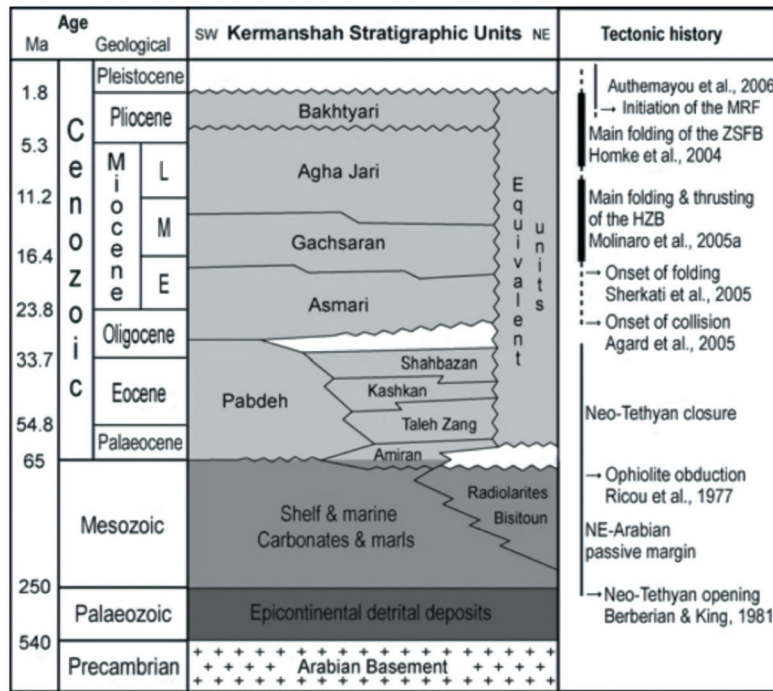 Age
Ma Geological
SW Kermanshah Stratigraphic Units NE
Tectonic history
Pleistocene
1.8
Pliocene
5.3
Cenozoic
Miocene
L
11.2
M
16.4
E
23.8
Oligocene
33.7
Eocene
54.8
Palaeocene
65
Mesozoic
250
Palaeozoic
540
Precambrian
Bakhtyari
Agha Jari
Gachsaran
Asmari
Equivalent
units
Pabdeh
Shahbazan
Kashkan
Taleh Zang
Amiran
Radiolarites
Bisitoun
Shelf & marine
Carbonates & marls
Epicontinental detrital deposits
Arabian Basement
Authemayou et al., 2006
Initiation of the MRF
Main folding of the ZSFB
Homke et al., 2004
Main folding & thrusting
of the HZB
Molinaro et al., 2005a
Onset of folding
Sherkati et al., 2005
Onset of collision
Agard et al., 2005
Neo-Tethyan closure
Ophiolite obduction
Ricou et al., 1977
NE-Arabian
passive margin
Neo-Tethyan opening
Berberian & King, 1981